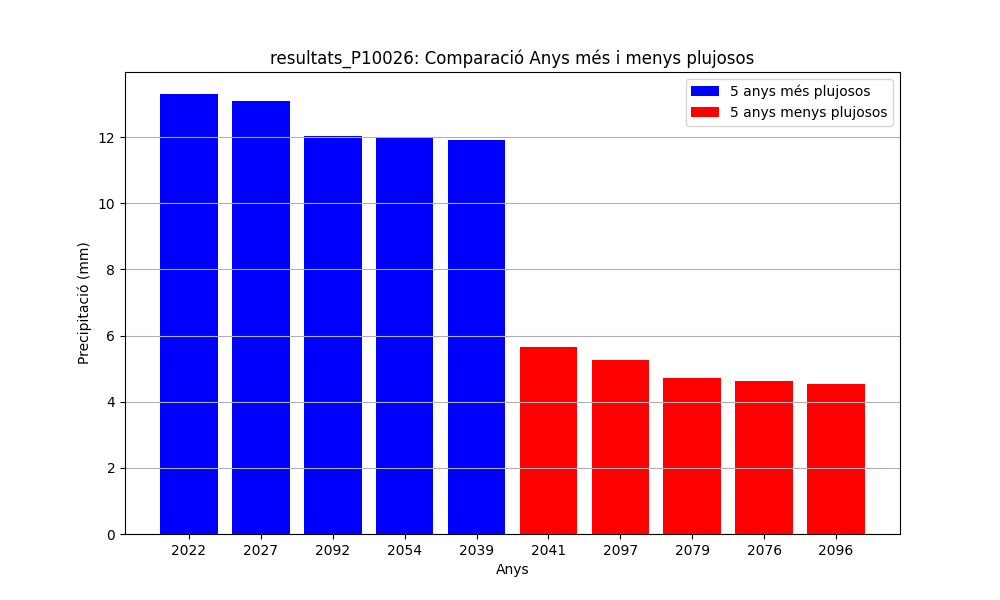 resultats_P10026: Comparació Anys més i menys plujosos
5 anys més plujosos
5 anys menys plujosos
Precipitació (mm)
12
10
8
6
4
2
0
2022 2027 2092 2054 2039 2041 2097 2079 2076 2096
Anys